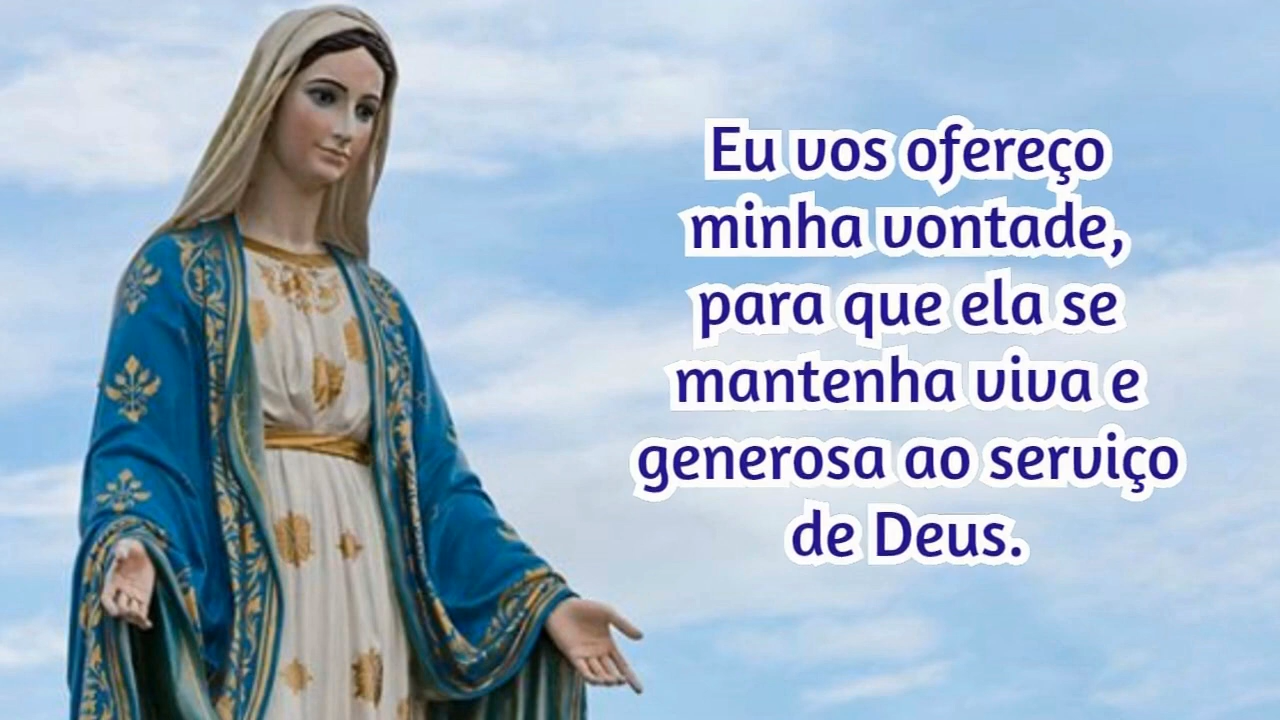 Eu vos ofereço
minha vontade,
para que ela se
mantenha viva e
generosa ao serviço
de Deus.